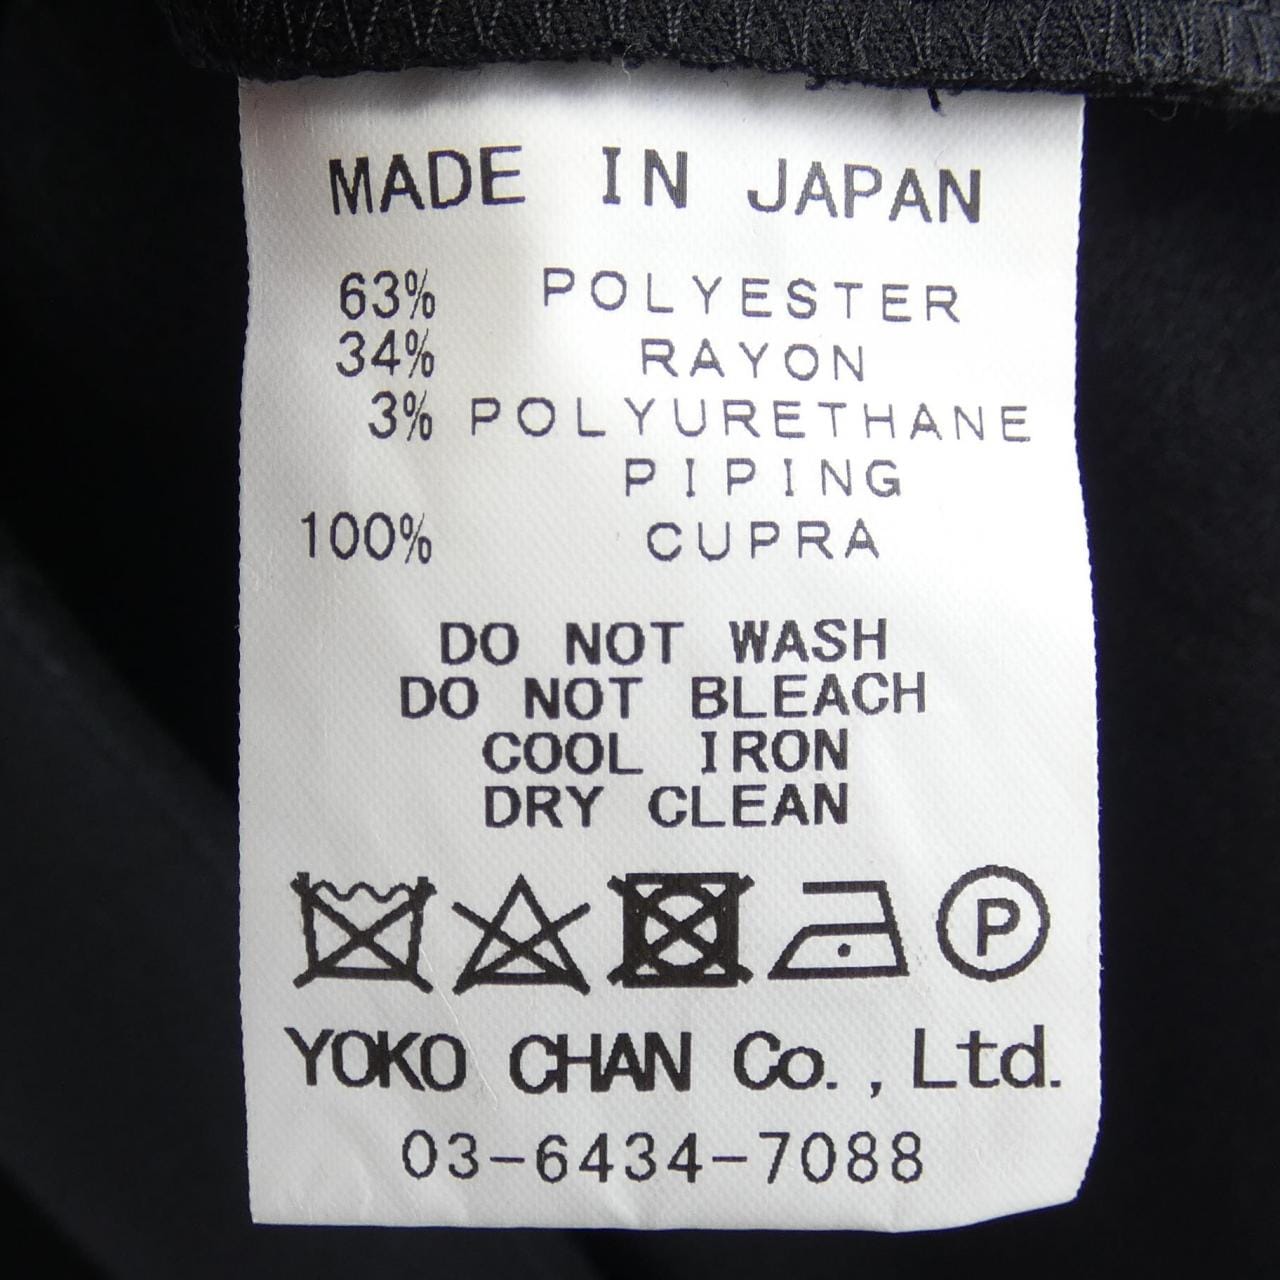 MADE IN JAPAN
63% POLYESTER
34% RAYON
3% POLYURETHANE
PIPING
100% CUPRA
DO NOT WASH
DO NOT BLEACH
COOL IRON
DRY CLEAN
P
YOKO CHAN Co., Ltd.
03-6434-7088